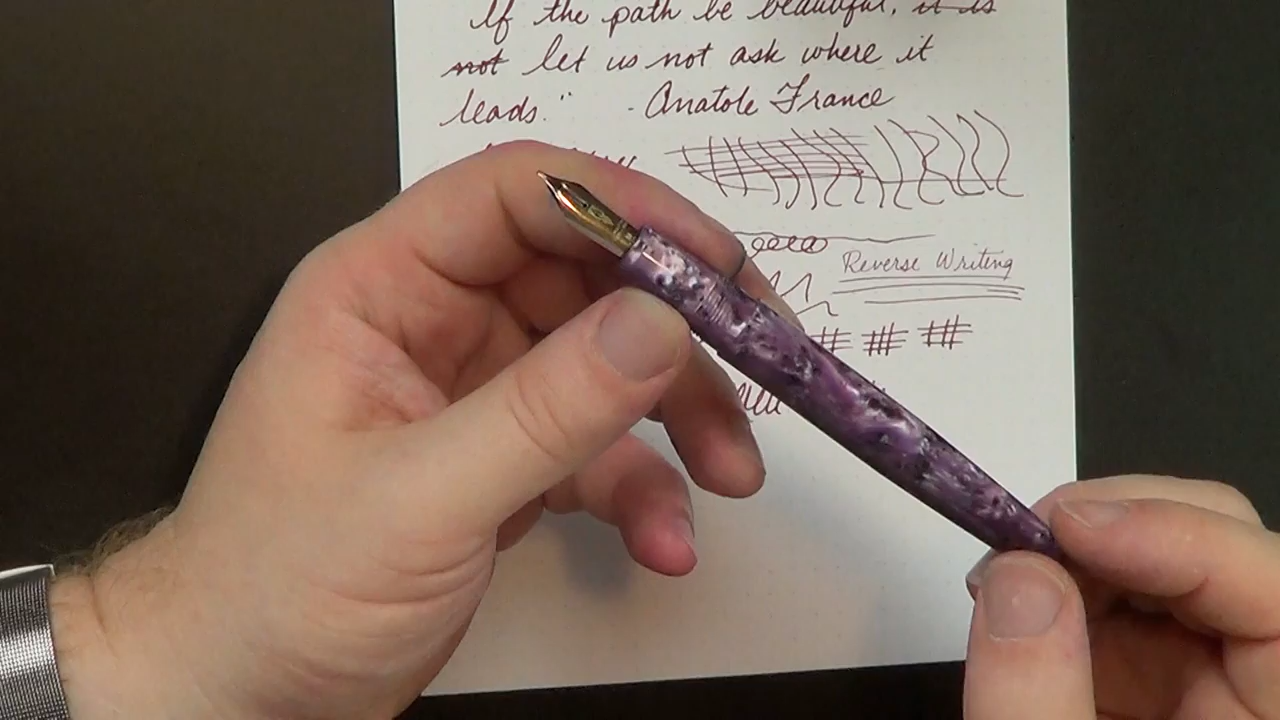 "If the path be beautiful, it is
not let us not ask where it
leads." - Anatole France
Reverse Writing